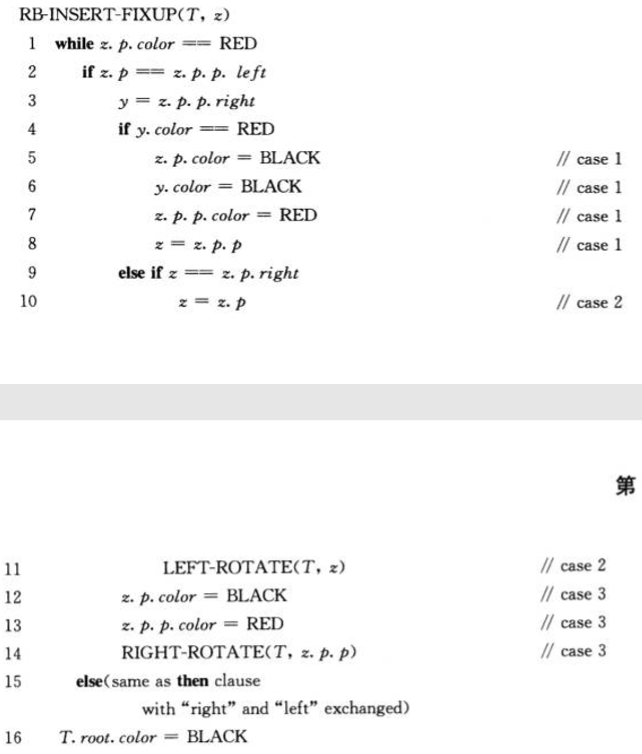 RB-INSERT-FIXUP(T, z)
1 while z. p. color == RED
2 if z. p == z. p. p. left
3 y = z. p. p. right
4 if y. color == RED
5 z. p. color = BLACK // case 1
6 y. color = BLACK // case 1
7 z. p. p. color = RED // case 1
8 z = z. p. p // case 1
9 else if z == z. p. right
10 z = z. p // case 2
第
11 LEFT-ROTATE(T, z) // case 2
12 z. p. color = BLACK // case 3
13 z. p. p. color = RED // case 3
14 RIGHT-ROTATE(T, z. p. p) // case 3
15 else(same as then clause
with “right” and “left” exchanged)
16 T. root. color = BLACK